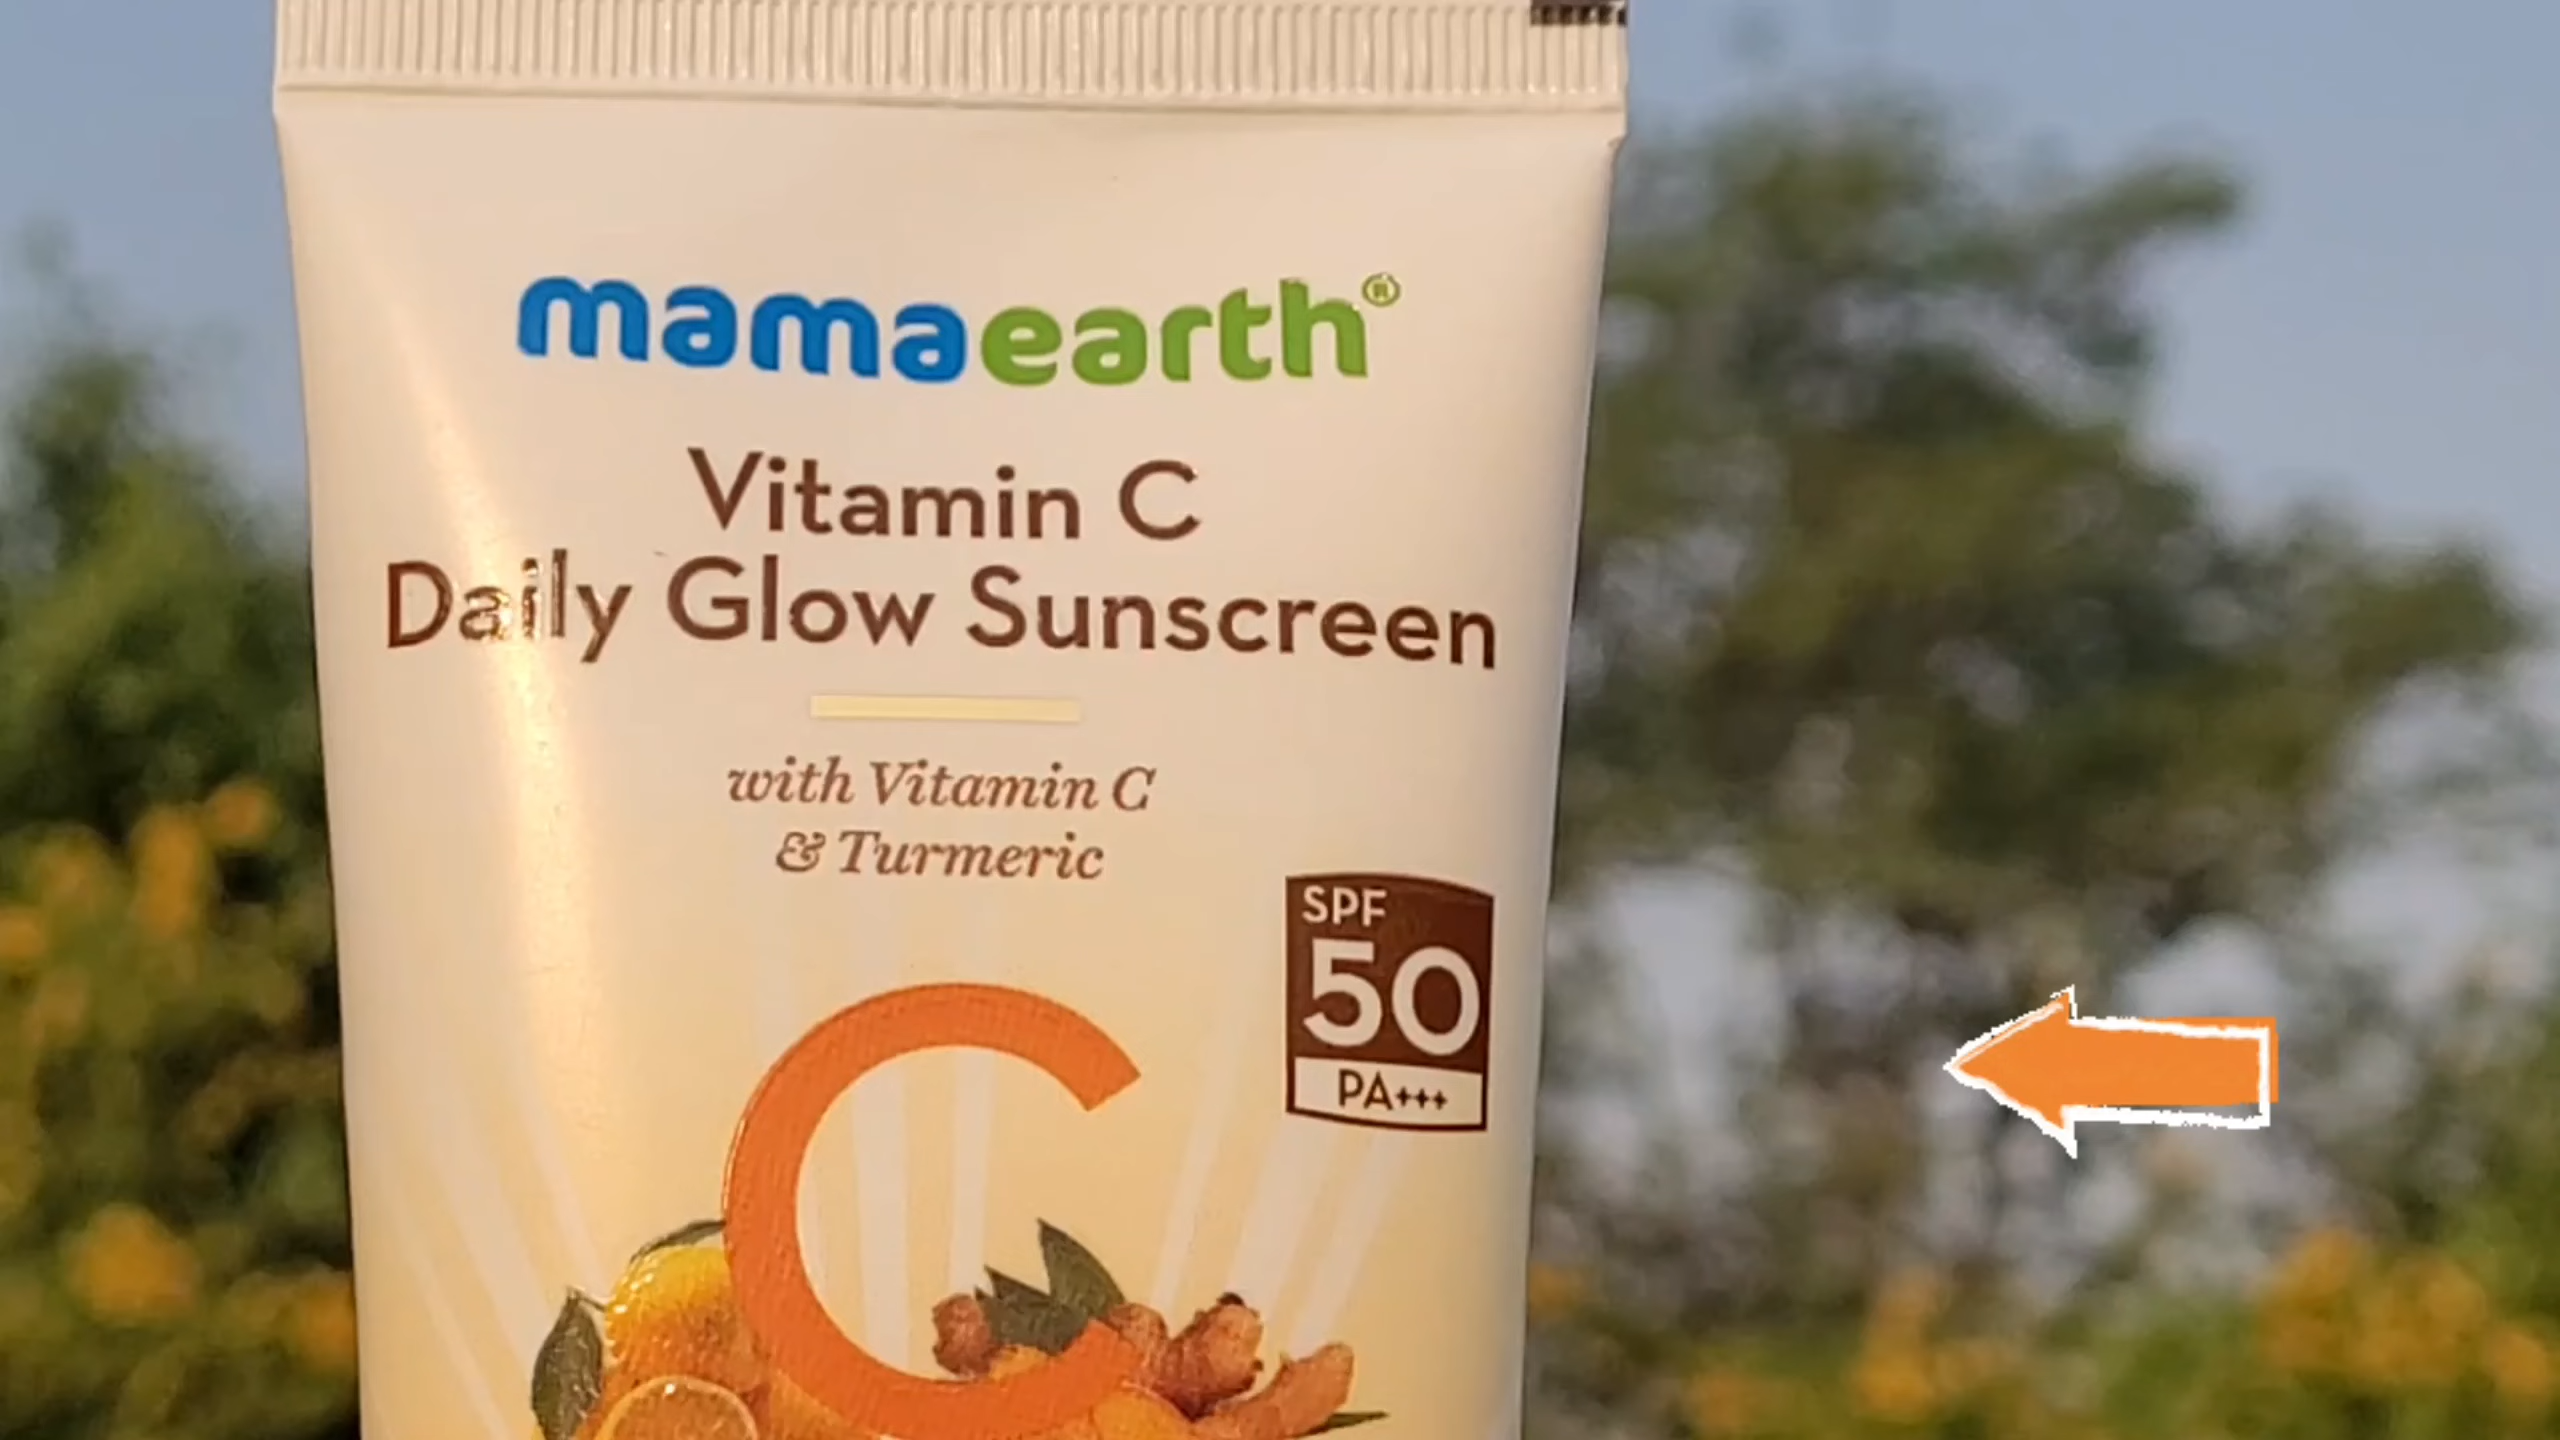 mamaearth®
Vitamin C
Daily Glow Sunscreen
with Vitamin C
& Turmeric
SPF
50
PA+++
C